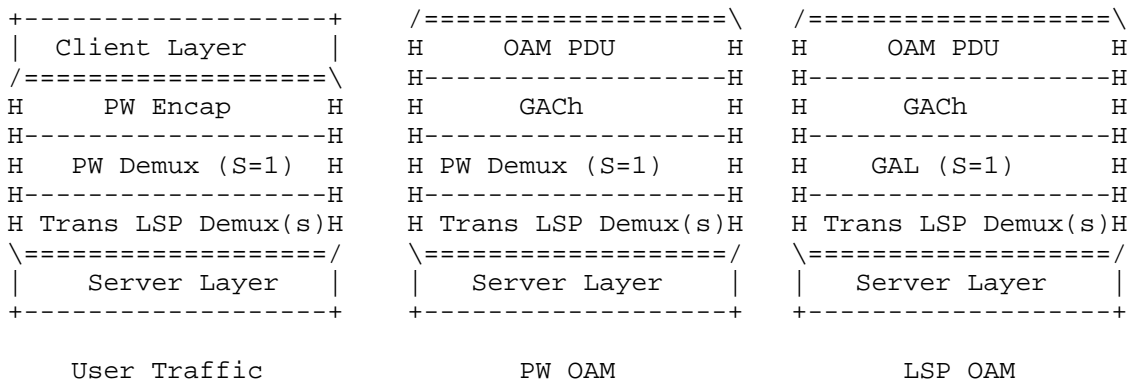 +-------------------+    /===================\   /===================\
|  Client Layer     |    H     OAM PDU       H   H     OAM PDU       H
/===================\    H-------------------H   H-------------------H
H     PW Encap      H    H      GACh         H   H      GACh         H
H-------------------H    H-------------------H   H-------------------H
H   PW Demux (S=1)  H    H PW Demux (S=1)    H   H    GAL (S=1)      H
H-------------------H    H-------------------H   H-------------------H
H Trans LSP Demux(s)H    H Trans LSP Demux(s)H   H Trans LSP Demux(s)H
\===================/    \===================/   \===================/
|    Server Layer   |    |   Server Layer    |   |   Server Layer    |
+-------------------+    +-------------------+   +-------------------+
    User Traffic                PW OAM                  LSP OAM